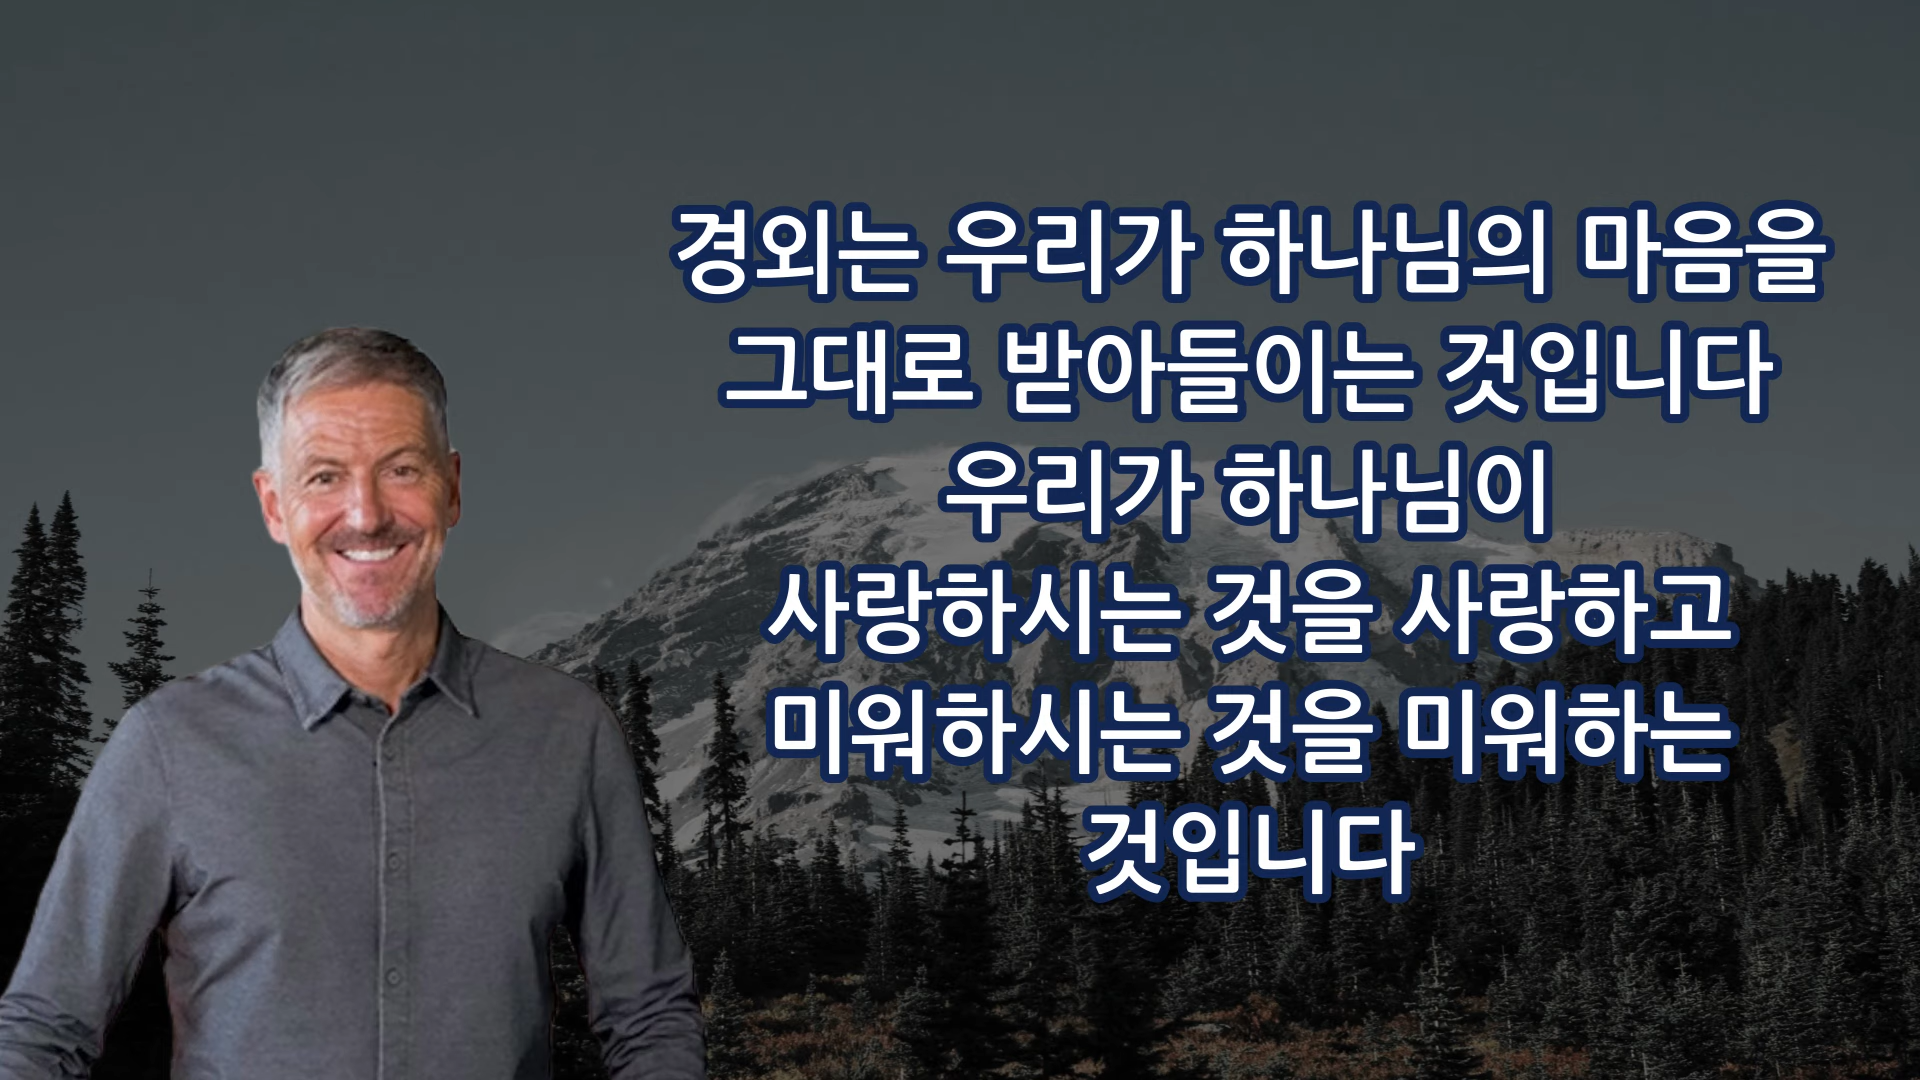 경외는 우리가 하나님의 마음을
그대로 받아들이는 것입니다
우리가 하나님이
사랑하시는 것을 사랑하고
미워하시는 것을 미워하는
것입니다